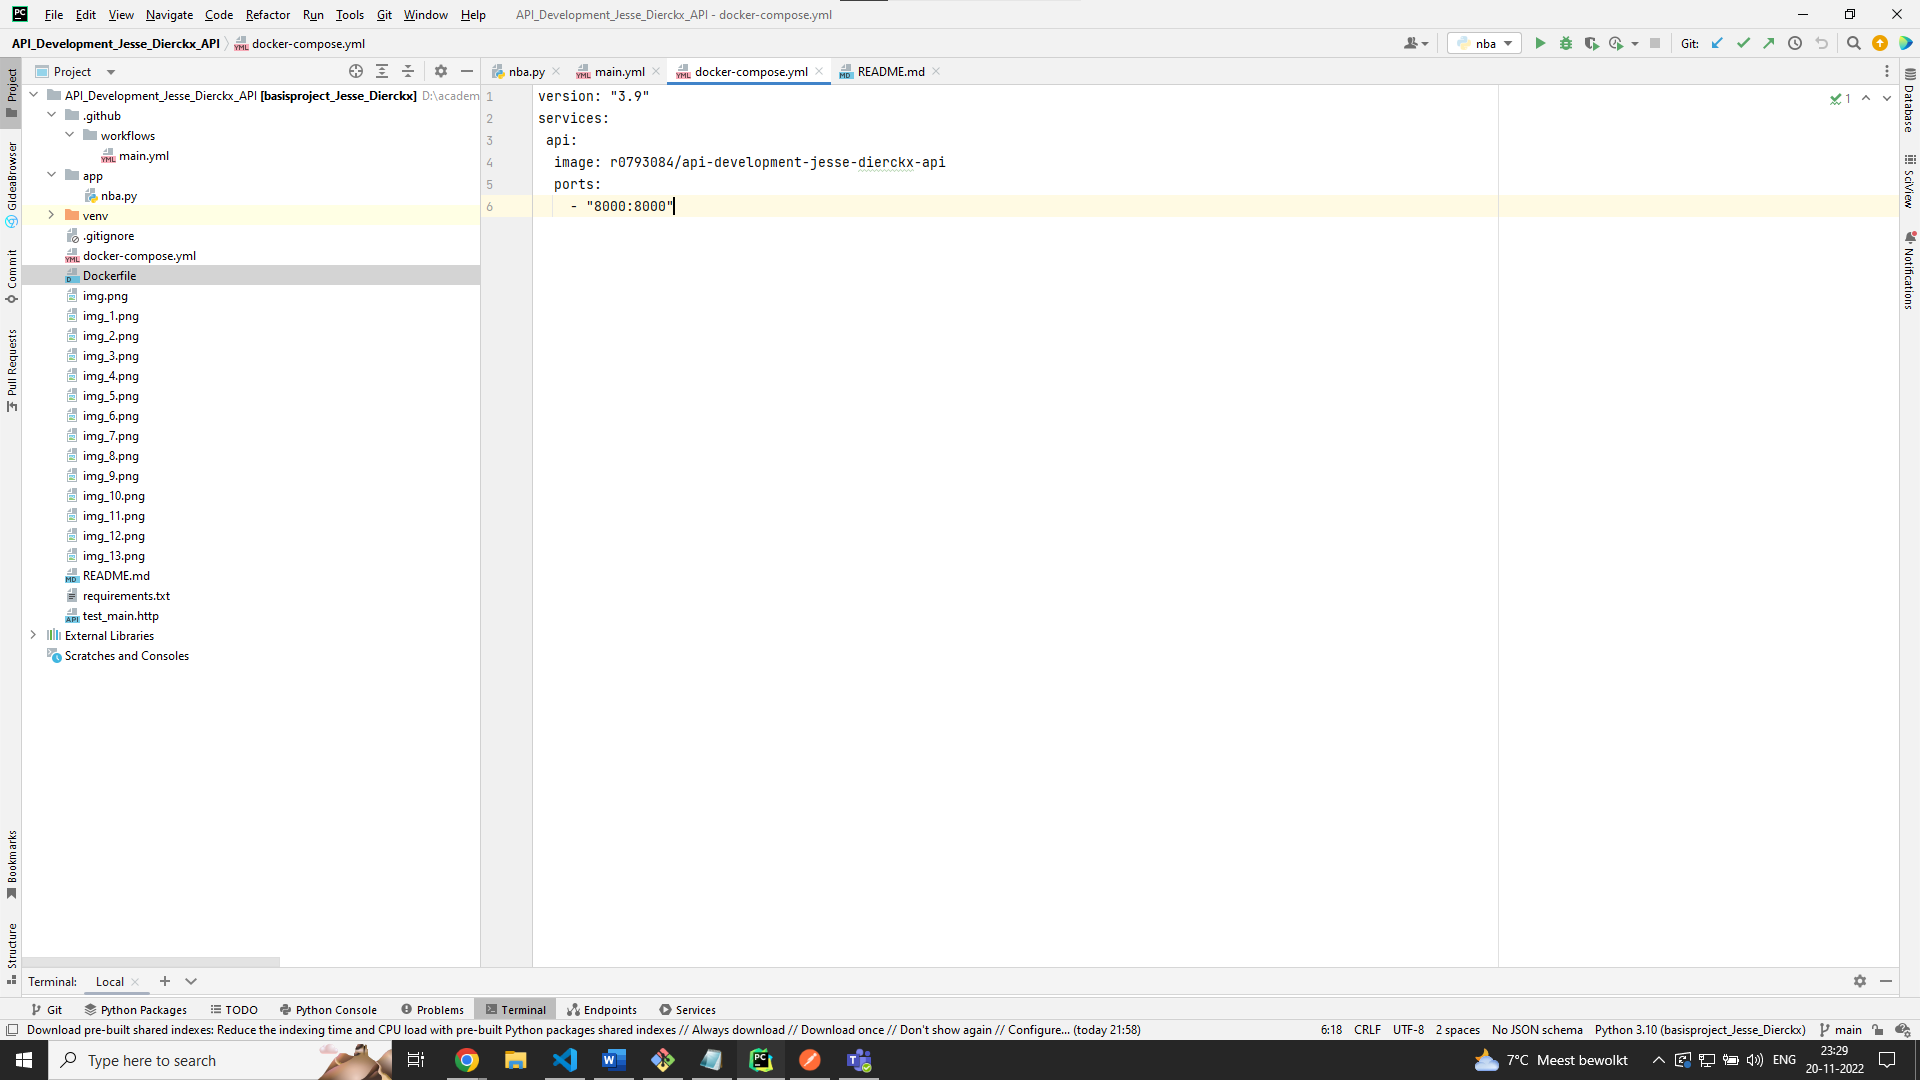 PC File Edit View Navigate Code Refactor Run Tools Git Window Help API_Development_Jesse_Dierckx_API - docker-compose.yml
API_Development_Jesse_Dierckx_API docker-compose.yml nba Git:
Project nba.py main.yml docker-compose.yml README.md
API_Development_Jesse_Dierckx_API [basisproject_Jesse_Dierckx] D:\academ
.github
workflows
main.yml
app
nba.py
venv
.gitignore
docker-compose.yml
Dockerfile
img.png
img_1.png
img_2.png
img_3.png
img_4.png
img_5.png
img_6.png
img_7.png
img_8.png
img_9.png
img_10.png
img_11.png
img_12.png
img_13.png
README.md
requirements.txt
test_main.http
External Libraries
Scratches and Consoles
1 version: "3.9"
2 services:
3 api:
4 image: r0793084/api-development-jesse-dierckx-api
5 ports:
6 - "8000:8000"
1
Project
GIdeaBrowser
Commit
Pull Requests
Bookmarks
Structure
Database
SciView
Notifications
Terminal: Local
Git Python Packages TODO Python Console Problems Terminal Endpoints Services
Download pre-built shared indexes: Reduce the indexing time and CPU load with pre-built Python packages shared indexes // Always download // Download once // Don't show again // Configure... (today 21:58) 6:18 CRLF UTF-8 2 spaces No JSON schema Python 3.10 (basisproject_Jesse_Dierckx) main
Type here to search 7°C Meest bewolkt ENG 23:29
20-11-2022